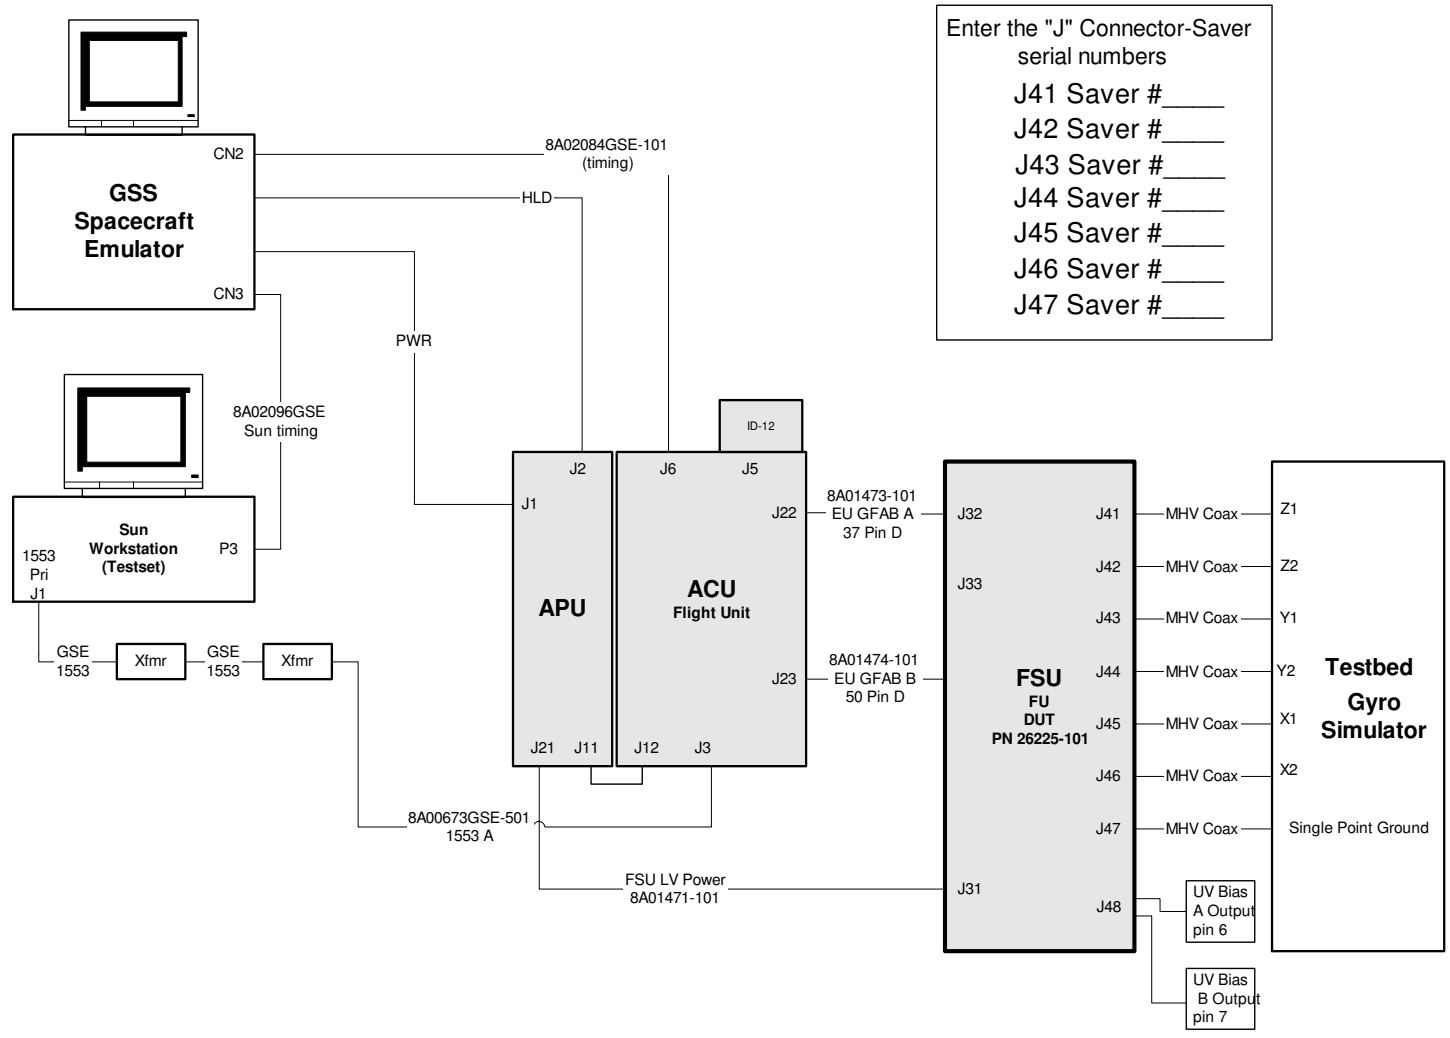 Enter the "J" Connector-Saver
serial numbers
J41 Saver #____
J42 Saver #____
J43 Saver #____
J44 Saver #____
J45 Saver #____
J46 Saver #____
J47 Saver #____
CN2
GSS
Spacecraft
Emulator
CN3
8A02084GSE-101
(timing)
HLD
PWR
8A02096GSE
Sun timing
Sun
Workstation
(Testset)
P3
1553
Pri
J1
GSE
1553
Xfmr
GSE
1553
Xfmr
8A00673GSE-501
1553 A
J2
J1
APU
J21
J11
ID-12
J6
J5
J22
ACU
Flight Unit
J23
J12
J3
8A01473-101
EU GFAB A
37 Pin D
8A01474-101
EU GFAB B
50 Pin D
FSU LV Power
8A01471-101
J32
J33
J31
FSU
FU
DUT
PN 26225-101
J41
J42
J43
J44
J45
J46
J47
J48
MHV Coax
MHV Coax
MHV Coax
MHV Coax
MHV Coax
MHV Coax
MHV Coax
Z1
Z2
Y1
Y2
X1
X2
Testbed
Gyro
Simulator
Single Point Ground
UV Bias
A Output
pin 6
UV Bias
B Output
pin 7